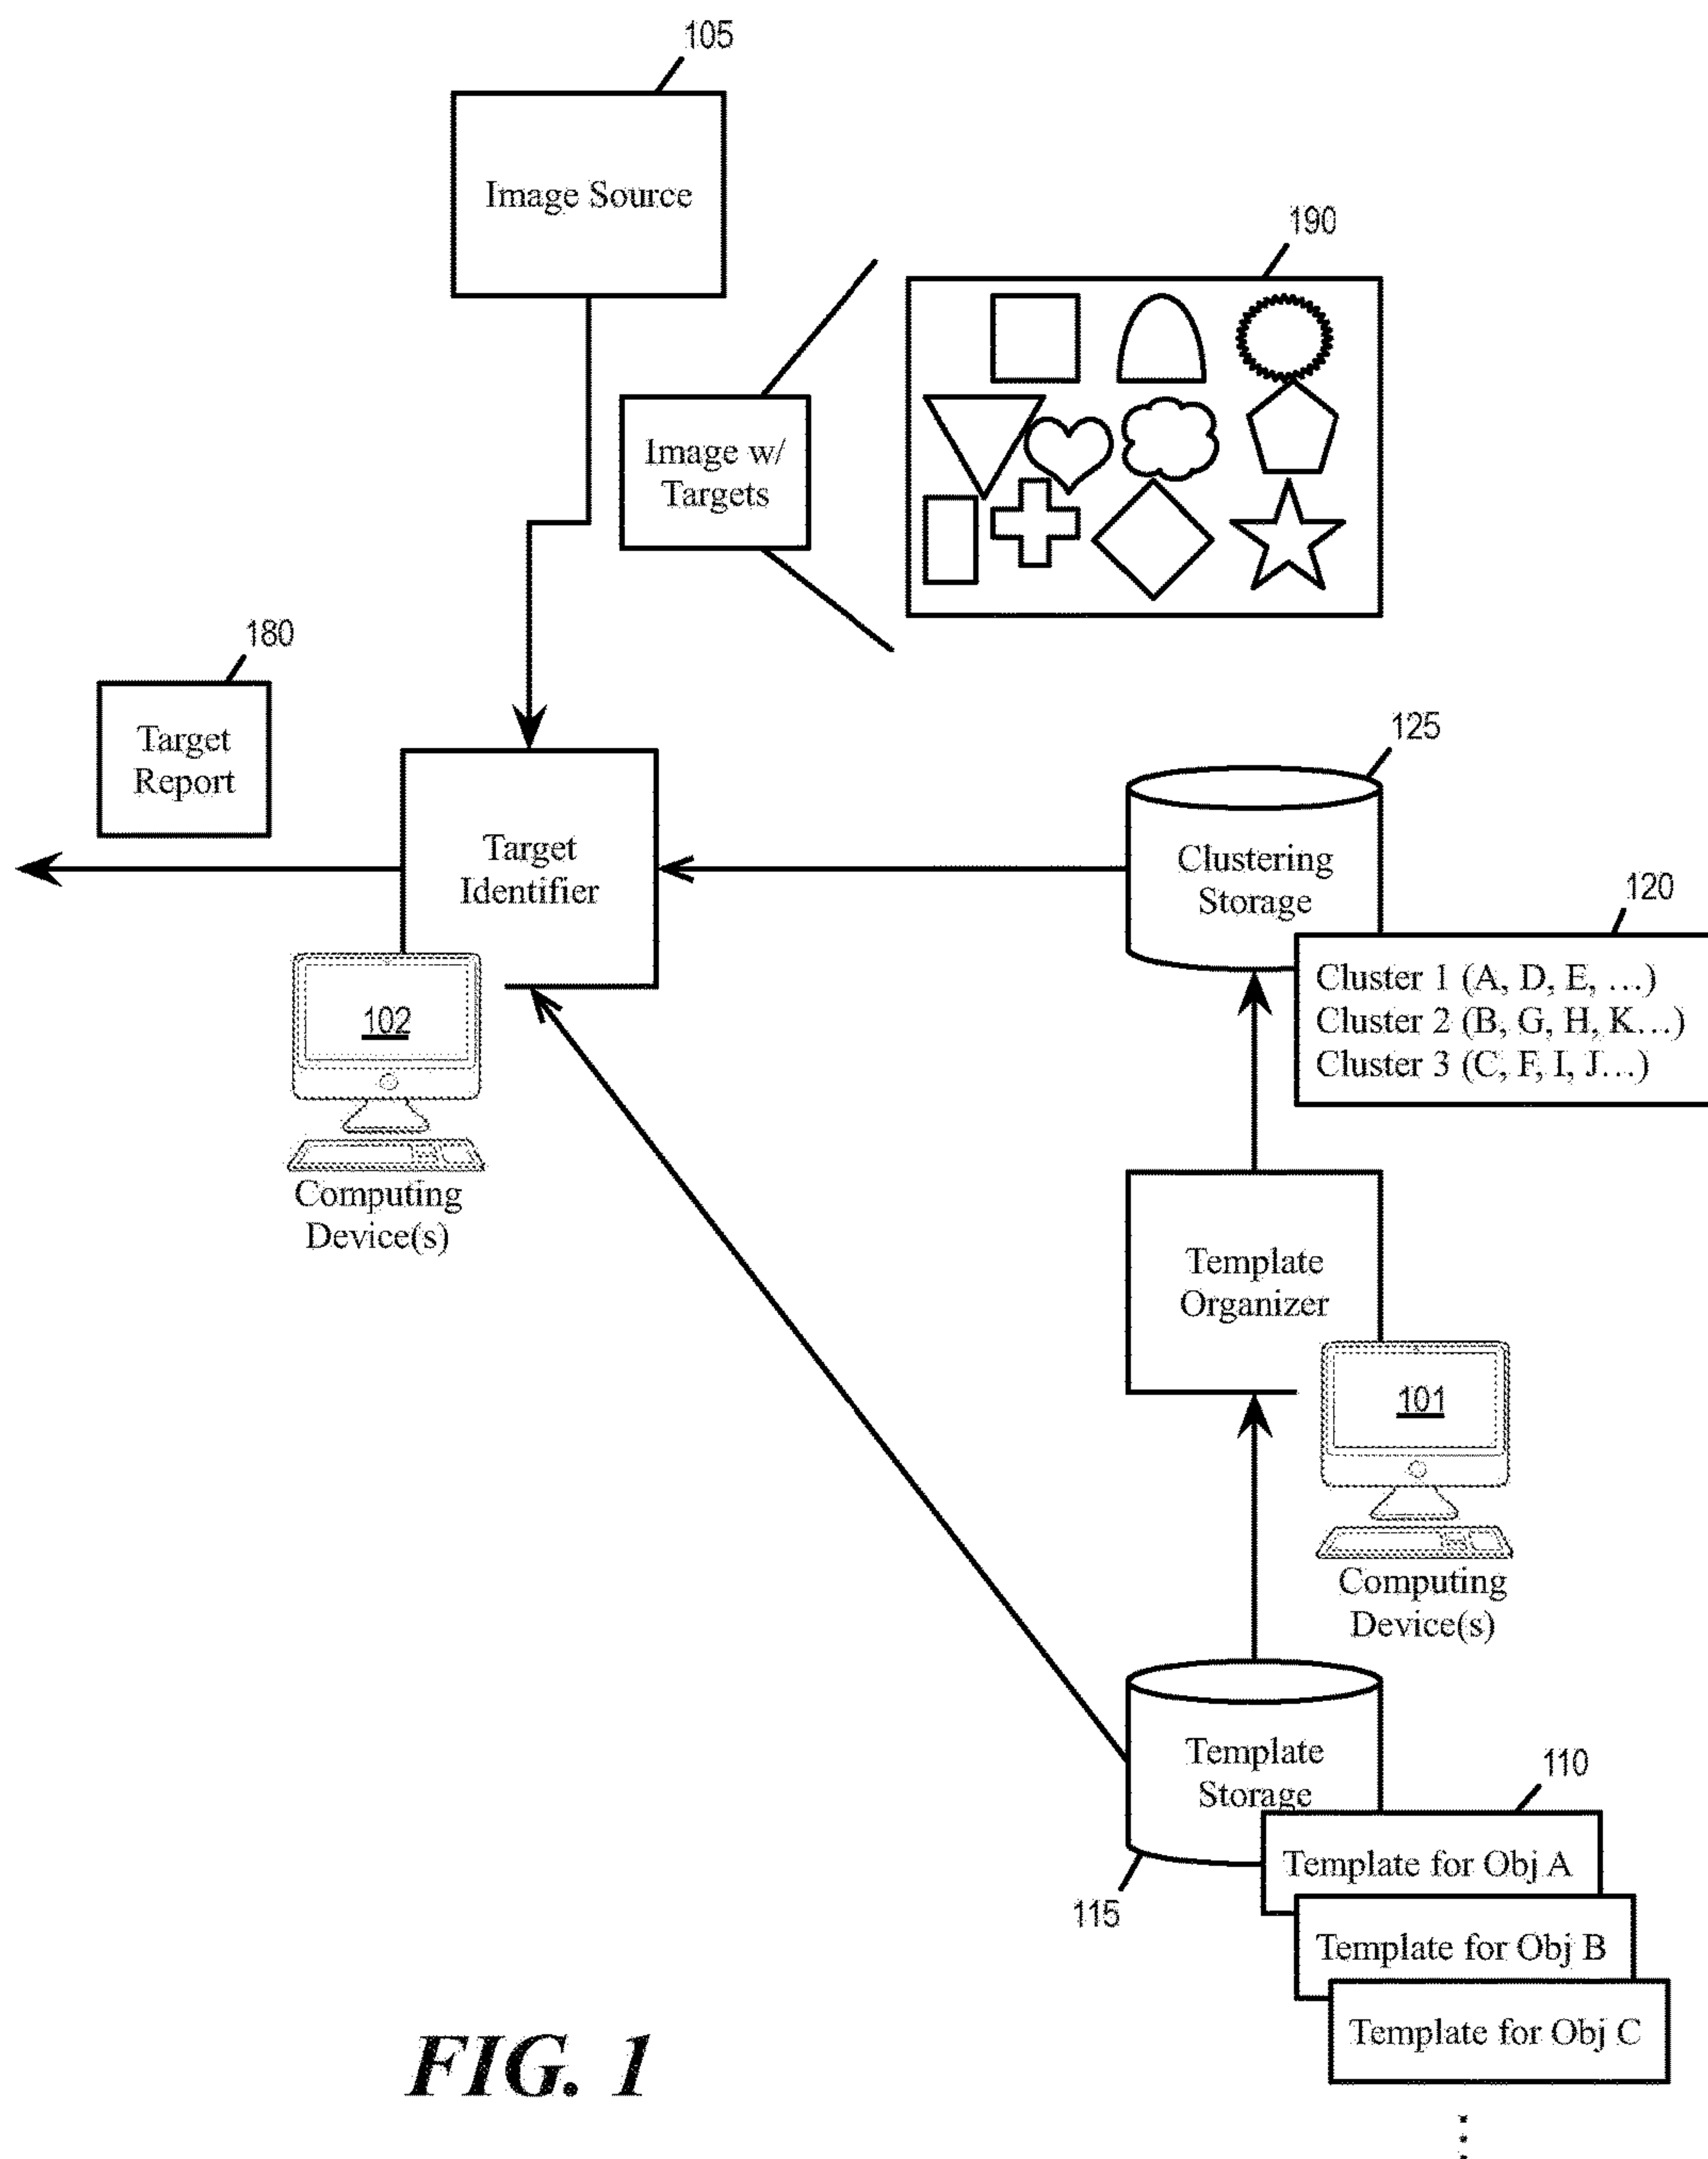 105
Image Source
190
Image w/
Targets
180
Target
Report
125
Target
Identifier
Clustering
Storage
120
Cluster 1 (A, D, E, …)
Cluster 2 (B, G, H, K…)
Cluster 3 (C, F, I, J…)
102
Computing
Device(s)
Template
Organizer
101
Computing
Device(s)
Template
Storage
110
115
Template for Obj A
Template for Obj B
Template for Obj C
FIG. 1